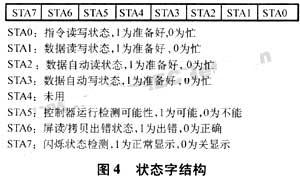 STA7 STA6 STA5 STA4 STA3 STA2 STA1 STA0
STA0：指令读写状态,1为准备好,0为忙
STA1：数据读写状态,1为准备好,0为忙
STA2：数据自动读状态,1为准备好，0为忙
STA3：数据自动写状态,1为准备好,0为忙
STA4：未用
STA5：控制器运行检测可能性,1为可能,0为不能
STA6：屏读/拷贝出错状态,1为出错,0为正确
STA7：闪烁状态检测,1为正常显示,0为关显示
图 4 状态字结构